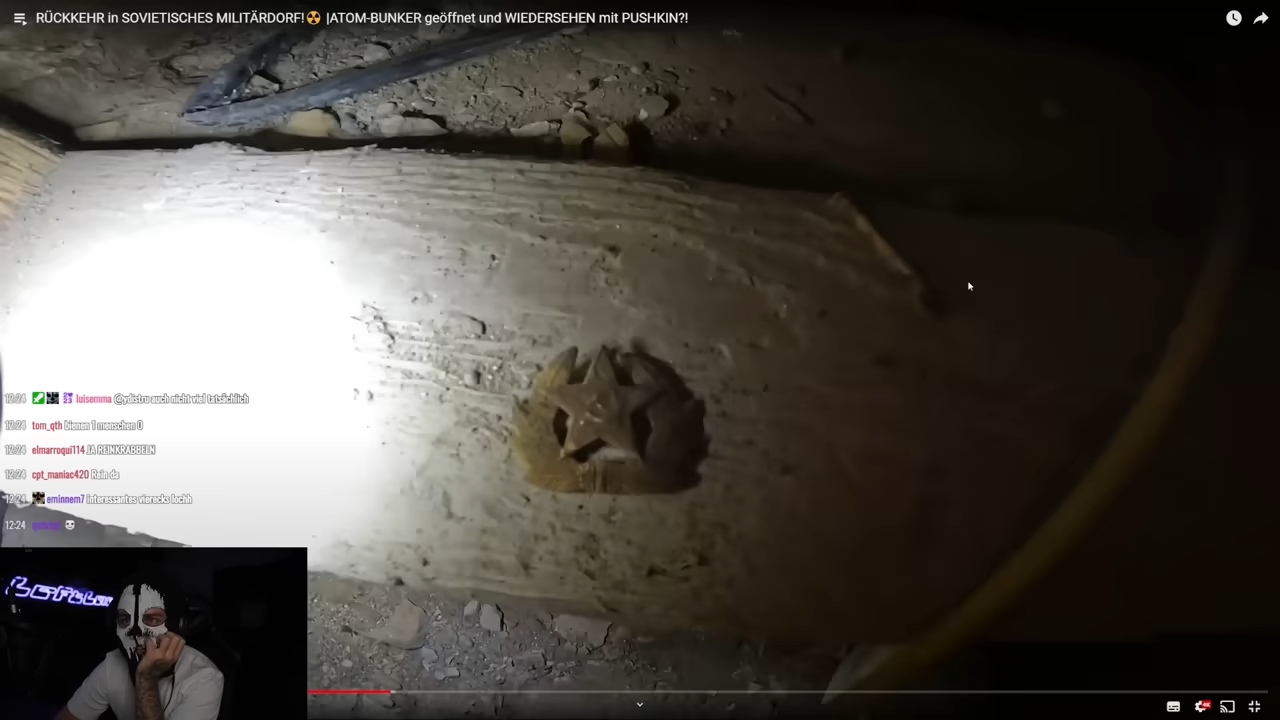 RÜCKKEHR in SOVIETISCHES MILITÄRDORF!☢ |ATOM-BUNKER geöffnet und WIEDERSEHEN mit PUSHKIN?!
12:24 luisemma @ydistru auch nicht viel tatsächlich
12:24 tom_qth bienen 1 menschen 0
12:24 elmarroqui114 JA REINKRABBELN
12:24 cpt_maniac420 Rein da
12:24 eminnem7 interessantes vierecks lochh
12:24